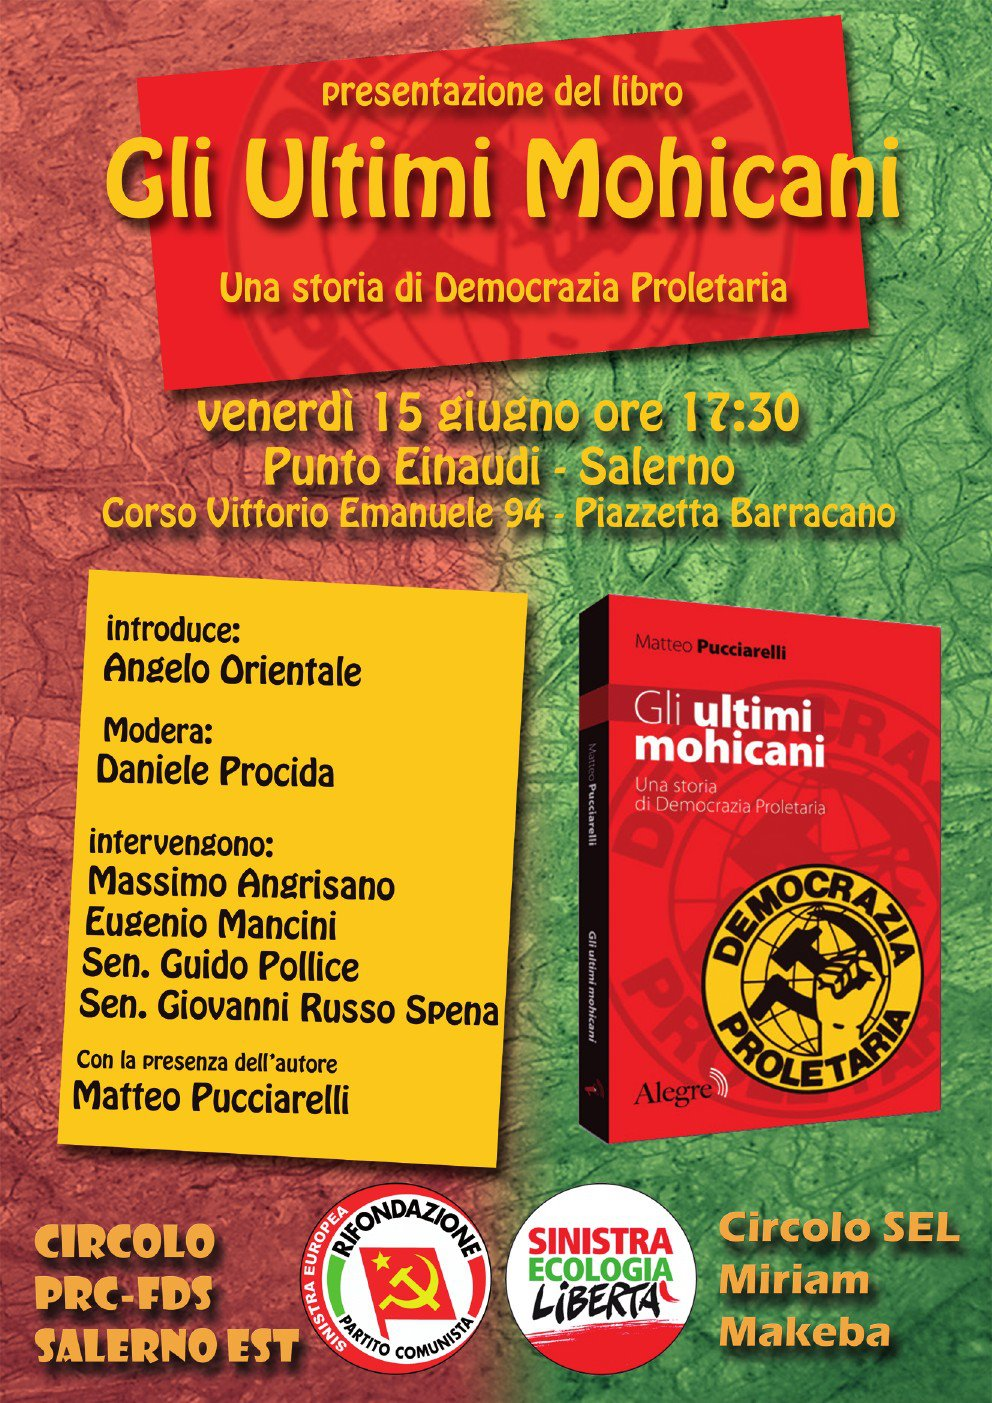 presentazione del libro
Gli Ultimi Mohicani
Una storia di Democrazia Proletaria
venerdì 15 giugno ore 17:30
Punto Einaudi - Salerno
Corso Vittorio Emanuele 94 - Piazzetta Barracano
introduce:
Angelo Orientale
Modera:
Daniele Procida
intervengono:
Massimo Angrisano
Eugenio Mancini
Sen. Guido Pollice
Sen. Giovanni Russo Spena
Con la presenza dell'autore
Matteo Pucciarelli
Matteo Pucciarelli
Gli ultimi
mohicani
Una storia
di Democrazia Proletaria
DEMOCRAZIA
PROLETARIA
Alegre
Matteo Pucciarelli
Gli ultimi mohicani
CIRCOLO
PRC-FDS
SALERNO EST
SINISTRA EUROPEA
RIFONDAZIONE
PARTITO COMUNISTA
SINISTRA
ECOLOGIA
LIBERTA'
Circolo SEL
Miriam
Makeba